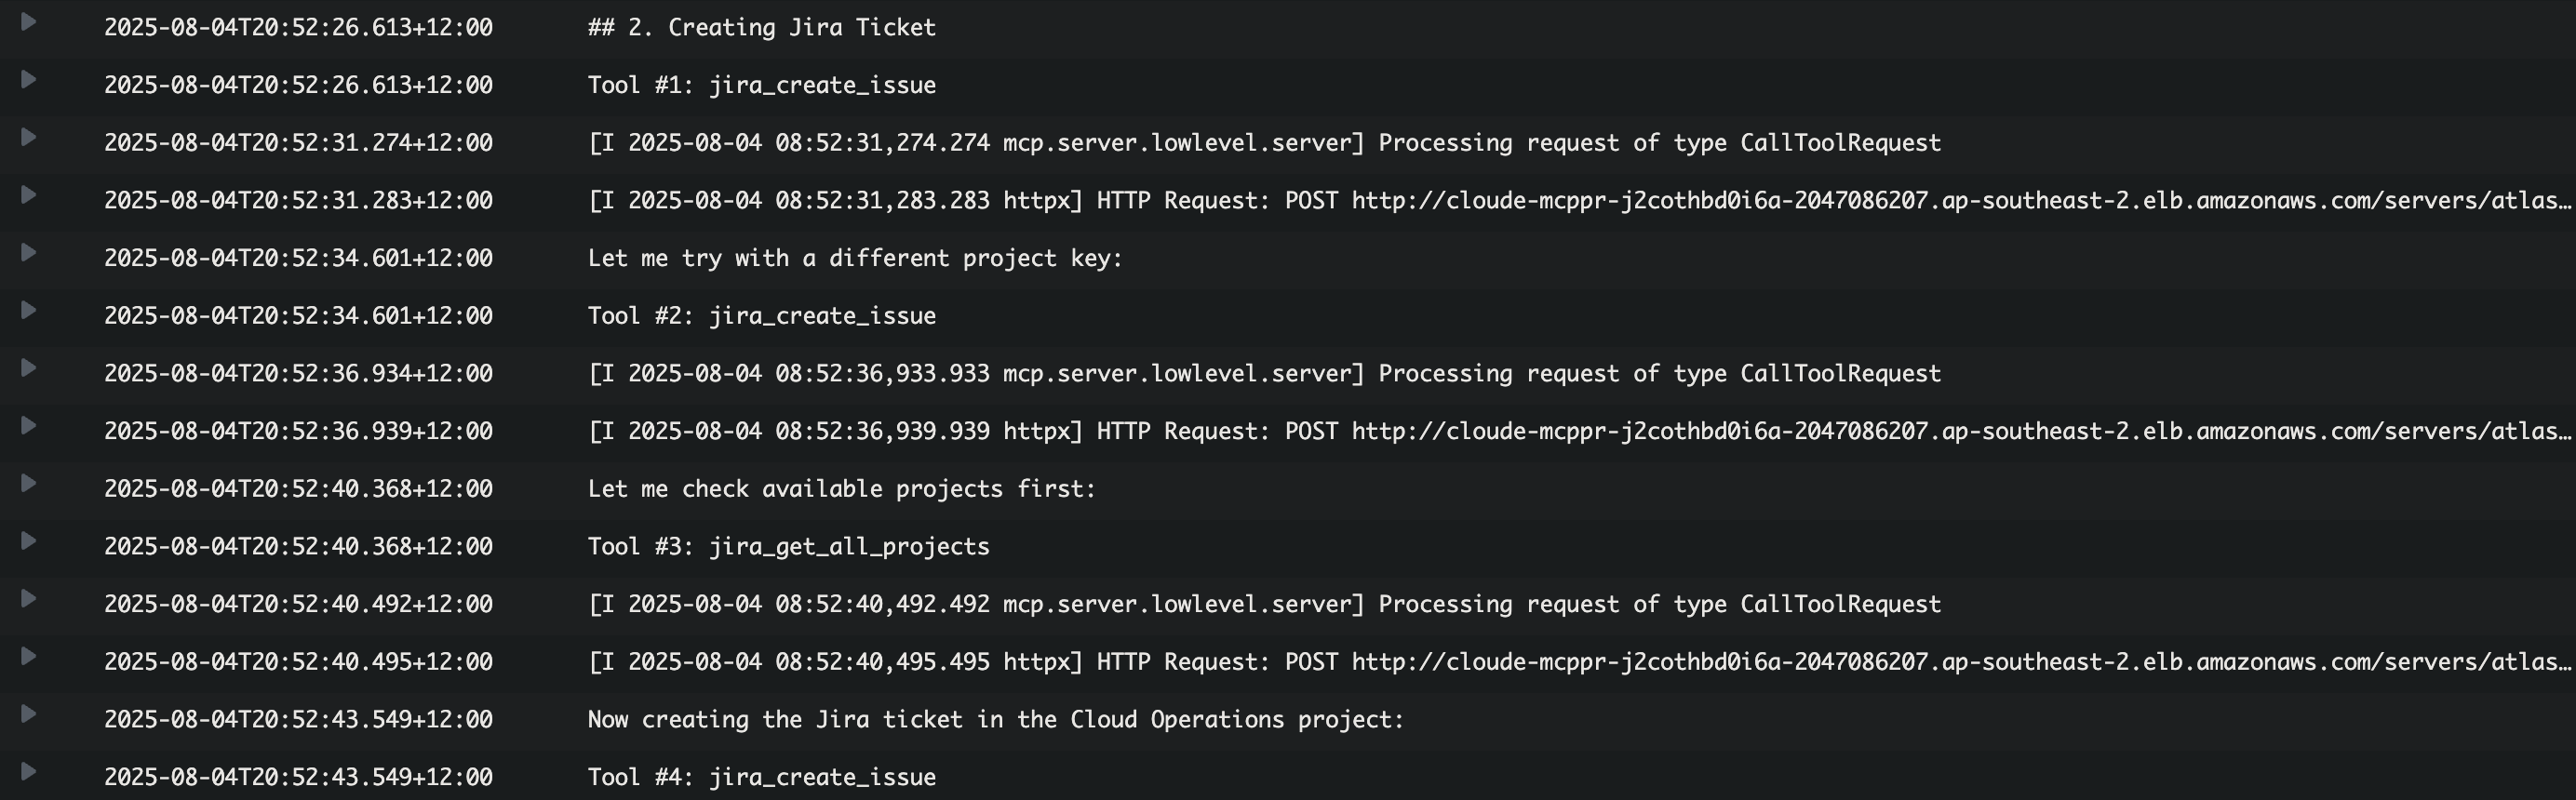 2025-08-04T20:52:26.613+12:00 ## 2. Creating Jira Ticket
2025-08-04T20:52:26.613+12:00 Tool #1: jira_create_issue
2025-08-04T20:52:31.274+12:00 [I 2025-08-04 08:52:31,274.274 mcp.server.lowlevel.server] Processing request of type CallToolRequest
2025-08-04T20:52:31.283+12:00 [I 2025-08-04 08:52:31,283.283 httpx] HTTP Request: POST http://cloude-mcppr-j2cothbd0i6a-2047086207.ap-southeast-2.elb.amazonaws.com/servers/atlas…
2025-08-04T20:52:34.601+12:00 Let me try with a different project key:
2025-08-04T20:52:34.601+12:00 Tool #2: jira_create_issue
2025-08-04T20:52:36.934+12:00 [I 2025-08-04 08:52:36,933.933 mcp.server.lowlevel.server] Processing request of type CallToolRequest
2025-08-04T20:52:36.939+12:00 [I 2025-08-04 08:52:36,939.939 httpx] HTTP Request: POST http://cloude-mcppr-j2cothbd0i6a-2047086207.ap-southeast-2.elb.amazonaws.com/servers/atlas…
2025-08-04T20:52:40.368+12:00 Let me check available projects first:
2025-08-04T20:52:40.368+12:00 Tool #3: jira_get_all_projects
2025-08-04T20:52:40.492+12:00 [I 2025-08-04 08:52:40,492.492 mcp.server.lowlevel.server] Processing request of type CallToolRequest
2025-08-04T20:52:40.495+12:00 [I 2025-08-04 08:52:40,495.495 httpx] HTTP Request: POST http://cloude-mcppr-j2cothbd0i6a-2047086207.ap-southeast-2.elb.amazonaws.com/servers/atlas…
2025-08-04T20:52:43.549+12:00 Now creating the Jira ticket in the Cloud Operations project:
2025-08-04T20:52:43.549+12:00 Tool #4: jira_create_issue